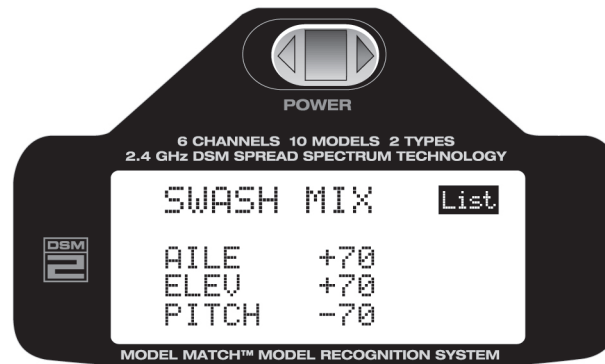 POWER
6 CHANNELS 10 MODELS 2 TYPES
2.4 GHz DSM SPREAD SPECTRUM TECHNOLOGY
SWASH MIX List
DSM
2
AILE +70
ELEV +70
PITCH -70
MODEL MATCH™ MODEL RECOGNITION SYSTEM